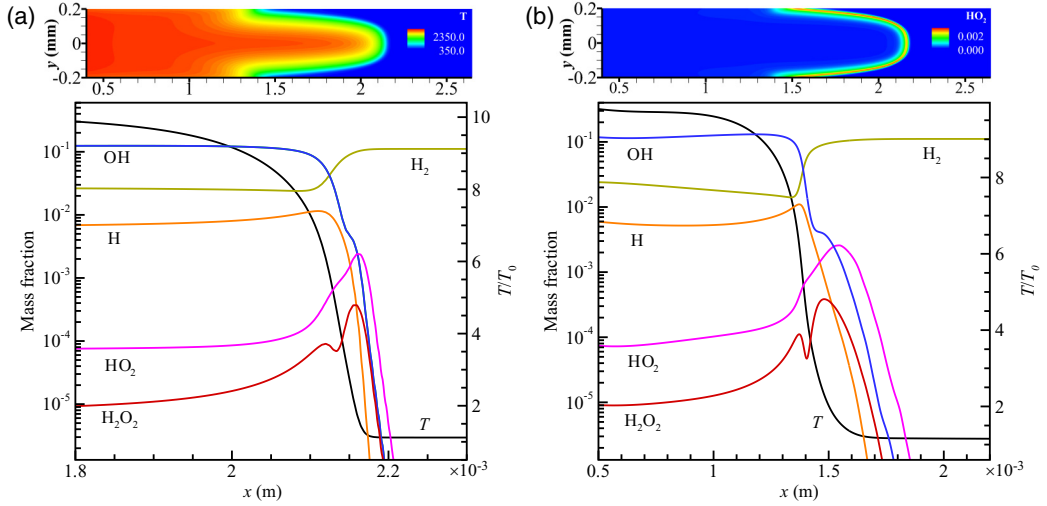 (a)
T
2350.0
350.0
y (mm)
0.2
0
-0.2
0.5
1
1.5
2
2.5
Mass fraction
10⁻¹
10⁻²
10⁻³
10⁻⁴
10⁻⁵
OH
H₂
H
HO₂
H₂O₂
T
10
8
6
4
2
T/T₀
1.8
2
2.2
×10⁻³
x (m)
(b)
HO₂
0.002
0.000
y (mm)
0.2
0
-0.2
0.5
1
1.5
2
2.5
Mass fraction
10⁻¹
10⁻²
10⁻³
10⁻⁴
10⁻⁵
OH
H₂
H
HO₂
H₂O₂
T
10
8
6
4
2
T/T₀
0.5
1
1.5
2
×10⁻³
x (m)